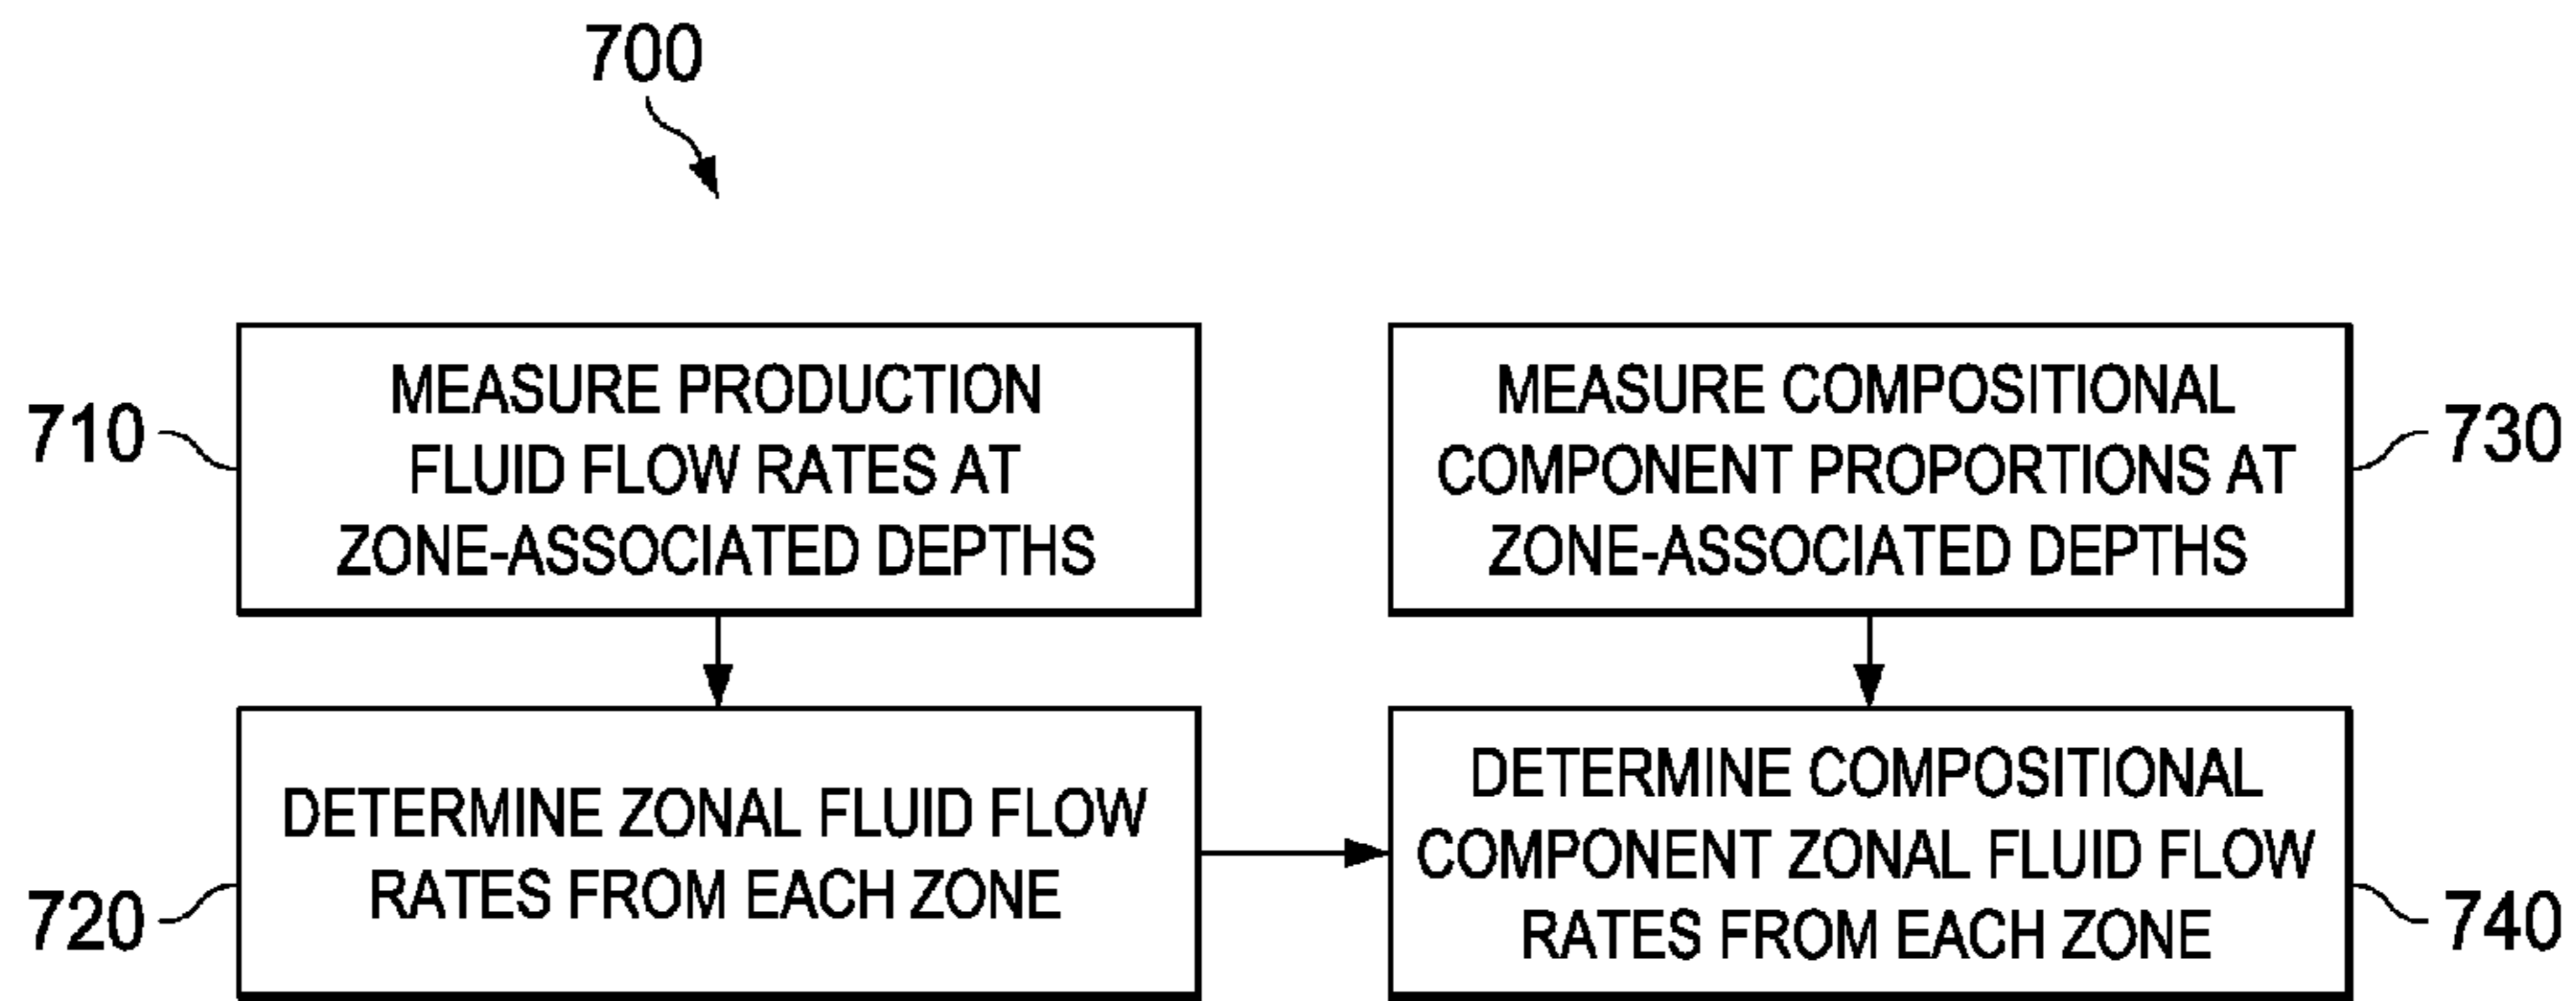 700
710
MEASURE PRODUCTION
FLUID FLOW RATES AT
ZONE-ASSOCIATED DEPTHS
MEASURE COMPOSITIONAL
COMPONENT PROPORTIONS AT
ZONE-ASSOCIATED DEPTHS
730
720
DETERMINE ZONAL FLUID FLOW
RATES FROM EACH ZONE
DETERMINE COMPOSITIONAL
COMPONENT ZONAL FLUID FLOW
RATES FROM EACH ZONE
740